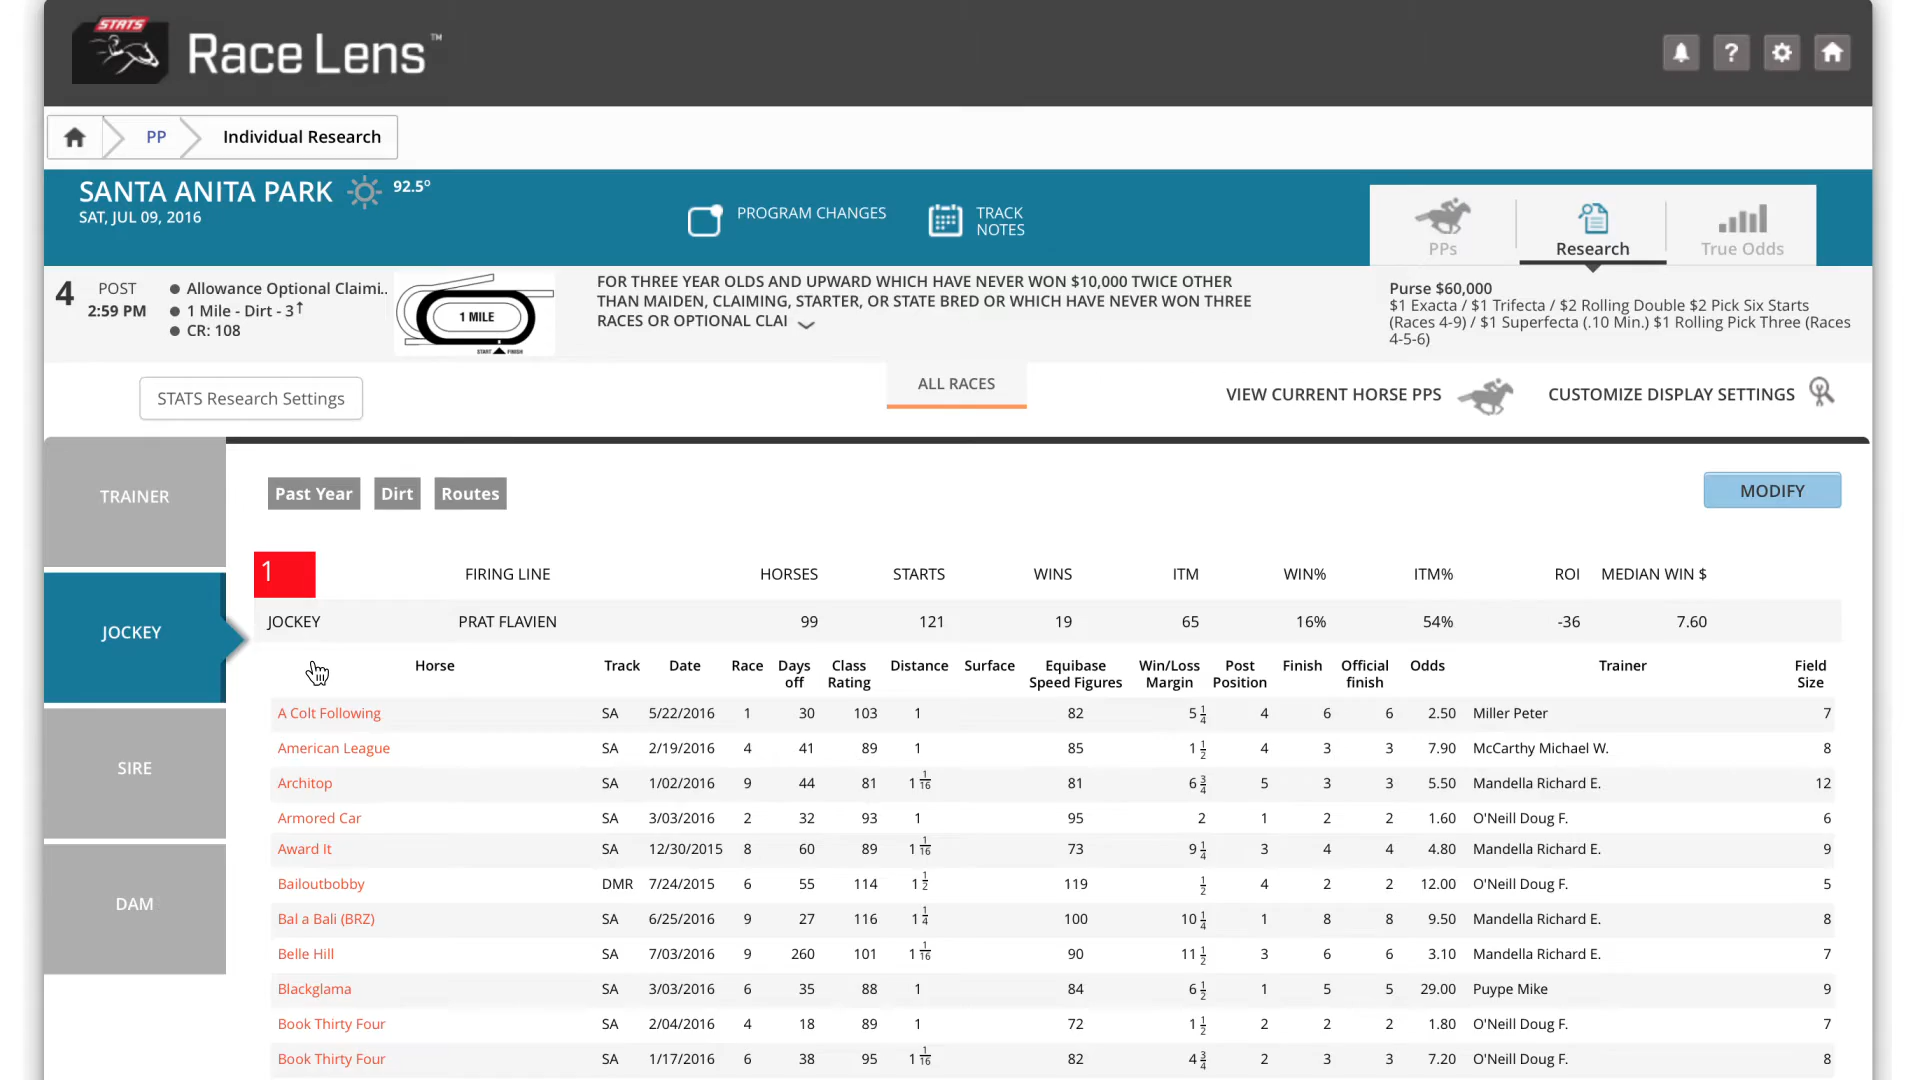 STATS
Race Lens™
?
PP
Individual Research
SANTA ANITA PARK 92.5°
SAT, JUL 09, 2016
PROGRAM CHANGES
TRACK
NOTES
PPs
Research
True Odds
4
POST
2:59 PM
Allowance Optional Claimi..
1 Mile - Dirt - 3↑
CR: 108
1 MILE
START FINISH
FOR THREE YEAR OLDS AND UPWARD WHICH HAVE NEVER WON $10,000 TWICE OTHER
THAN MAIDEN, CLAIMING, STARTER, OR STATE BRED OR WHICH HAVE NEVER WON THREE
RACES OR OPTIONAL CLAI
Purse $60,000
$1 Exacta / $1 Trifecta / $2 Rolling Double $2 Pick Six Starts
(Races 4-9) / $1 Superfecta (.10 Min.) $1 Rolling Pick Three (Races
4-5-6)
STATS Research Settings
ALL RACES
VIEW CURRENT HORSE PPS
CUSTOMIZE DISPLAY SETTINGS
TRAINER
JOCKEY
SIRE
DAM
Past Year Dirt Routes
MODIFY
1 FIRING LINE HORSES STARTS WINS ITM WIN% ITM% ROI MEDIAN WIN $
JOCKEY PRAT FLAVIEN 99 121 19 65 16% 54% -36 7.60
Horse Track Date Race Days off Class Rating Distance Surface Equibase Speed Figures Win/Loss Margin Post Position Finish Official finish Odds Trainer Field Size
A Colt Following SA 5/22/2016 1 30 103 1 82 5 1/4 4 6 6 2.50 Miller Peter 7
American League SA 2/19/2016 4 41 89 1 85 1 1/2 4 3 3 7.90 McCarthy Michael W. 8
Architop SA 1/02/2016 9 44 81 1 1/16 81 6 3/4 5 3 3 5.50 Mandella Richard E. 12
Armored Car SA 3/03/2016 2 32 93 1 95 2 1 2 2 1.60 O'Neill Doug F. 6
Award It SA 12/30/2015 8 60 89 1 1/16 73 9 1/4 3 4 4 4.80 Mandella Richard E. 9
Bailoutbobby DMR 7/24/2015 6 55 114 1 1/2 119 1/2 4 2 2 12.00 O'Neill Doug F. 5
Bal a Bali (BRZ) SA 6/25/2016 9 27 116 1 1/4 100 10 1/4 1 8 8 9.50 Mandella Richard E. 8
Belle Hill SA 7/03/2016 9 260 101 1 1/16 90 11 1/2 3 6 6 3.10 Mandella Richard E. 7
Blackglama SA 3/03/2016 6 35 88 1 84 6 1/2 1 5 5 29.00 Puype Mike 9
Book Thirty Four SA 2/04/2016 4 18 89 1 72 1 1/2 2 2 2 1.80 O'Neill Doug F. 7
Book Thirty Four SA 1/17/2016 6 38 95 1 1/16 82 4 3/4 2 3 3 7.20 O'Neill Doug F. 8